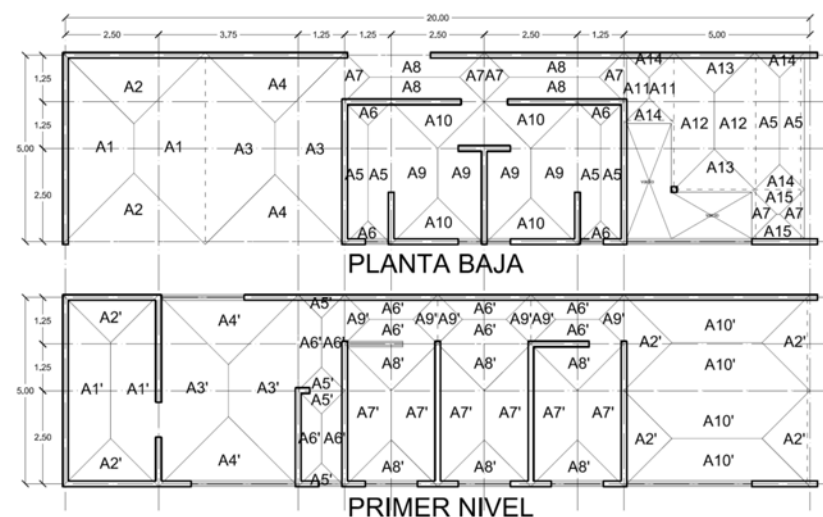 20.00
2.50 3.75 1.25 1.25 2.50 2.50 1.25 5.00
A2 A4 A7 A8 A7 A7 A8 A7 A14 A13 A14
1.25 A8 A8 A11 A11
A6 A10 A10 A6 A14 A12 A12 A5 A5
5.00 1.25 A1 A1 A3 A3
A5 A5 A9 A9 A9 A9 A5 A5 A13
2.50 A2 A4 A14
A15
A10 A10 A7 A7
A6 A6 A15
PLANTA BAJA
A2' A4' A5' A9' A6' A9' A9' A6' A9' A9' A6' A9' A10'
1.25 A6' A6' A6' A6' A6' A2' A2'
A8' A8' A8' A10'
5.00 1.25 A1' A1' A3' A3' A5'
A5' A7' A7' A7' A7' A7' A7' A10'
2.50 A6' A6' A2' A2'
A2' A4' A5' A8' A8' A8' A10'
PRIMER NIVEL